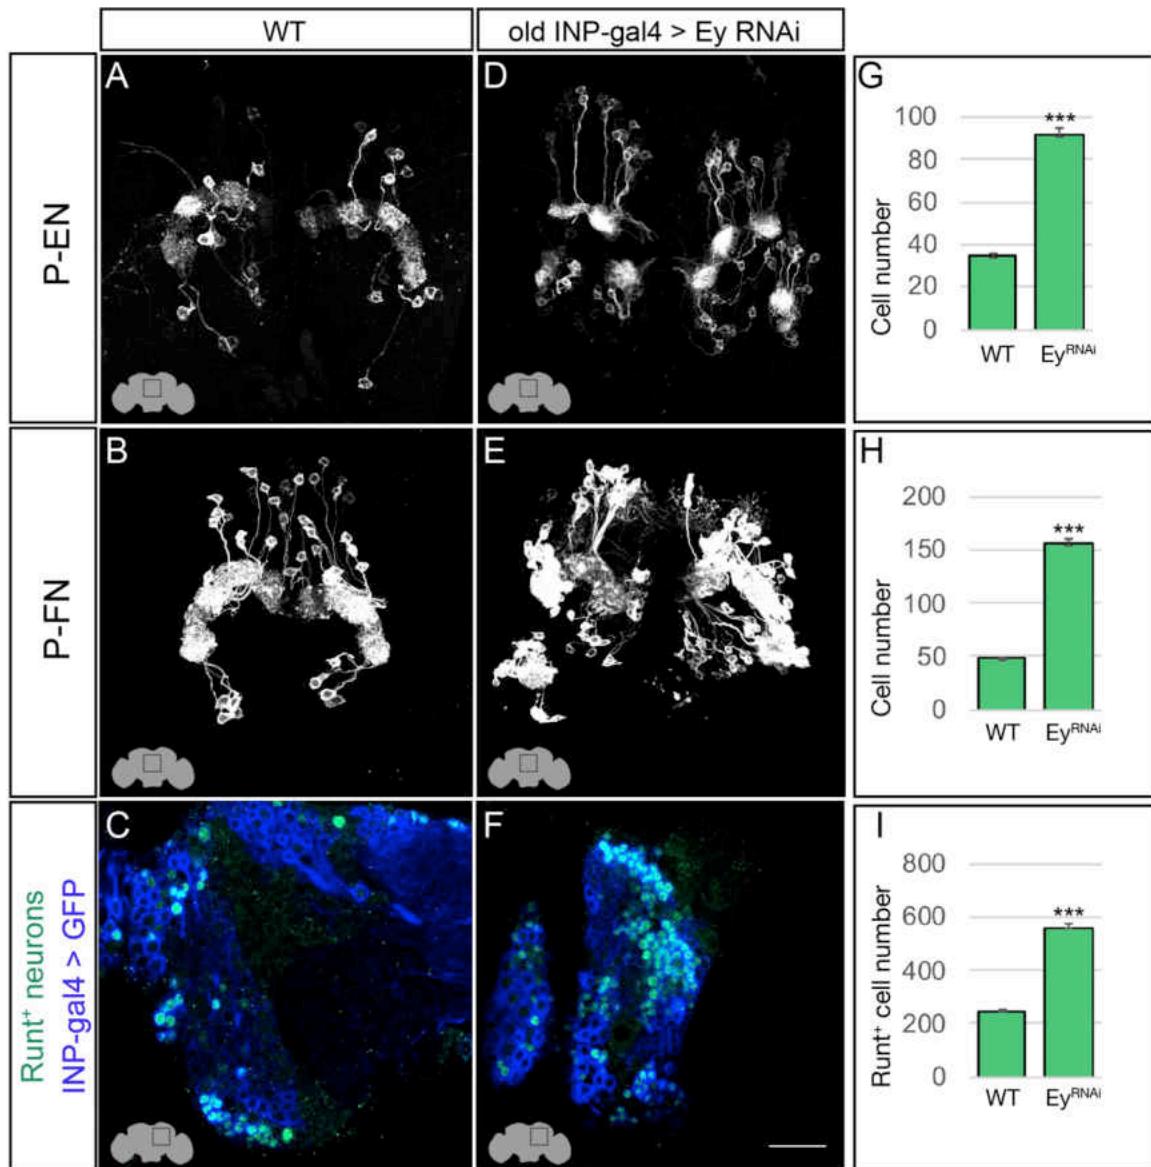 WT
old INP-gal4 > Ey RNAi
P-EN
A
D
G
100
80
60
40
20
0
Cell number
***
WT
Ey^RNAi
P-FN
B
E
H
200
150
100
50
0
Cell number
***
WT
Ey^RNAi
Runt⁺ neurons
INP-gal4 > GFP
C
F
I
800
600
400
200
0
Runt⁺ cell number
***
WT
Ey^RNAi